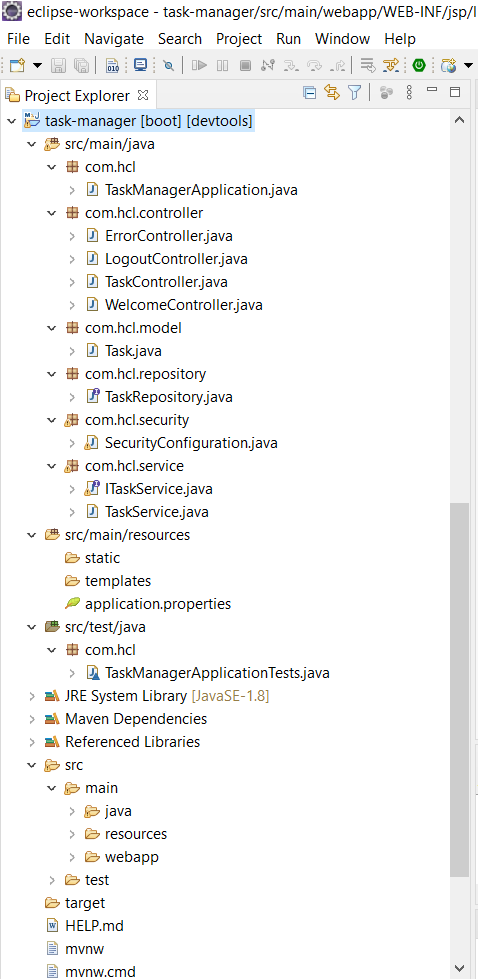 eclipse-workspace - task-manager/src/main/webapp/WEB-INF/jsp/l
File Edit Navigate Search Project Run Window Help
010
Project Explorer
task-manager [boot] [devtools]
src/main/java
com.hcl
TaskManagerApplication.java
com.hcl.controller
ErrorController.java
LogoutController.java
TaskController.java
WelcomeController.java
com.hcl.model
Task.java
com.hcl.repository
TaskRepository.java
com.hcl.security
SecurityConfiguration.java
com.hcl.service
ITaskService.java
TaskService.java
src/main/resources
static
templates
application.properties
src/test/java
com.hcl
TaskManagerApplicationTests.java
JRE System Library [JavaSE-1.8]
Maven Dependencies
Referenced Libraries
src
main
java
resources
webapp
test
target
HELP.md
mvnw
mvnw.cmd